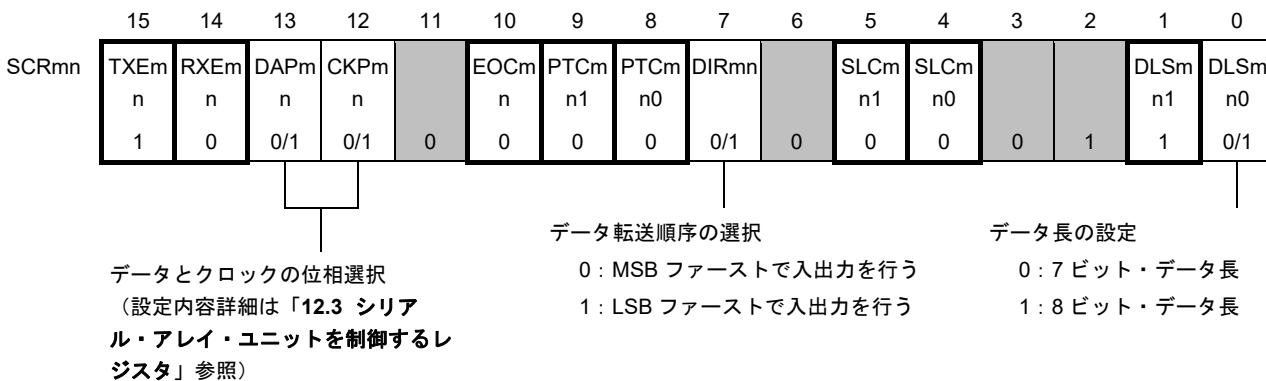 15 14 13 12 11 10 9 8 7 6 5 4 3 2 1 0
SCRmn TXEm RXEm DAPm CKPm EOCm PTCm PTCm DIRmn SLCm SLCm DLSm DLSm
n n n n n n1 n0 n1 n0 n1 n0
1 0 0/1 0/1 0 0 0 0 0/1 0 0 0 0 1 1 0/1
データとクロックの位相選択
（設定内容詳細は「12.3 シリア
ル・アレイ・ユニットを制御するレ
ジスタ」参照）
データ転送順序の選択
0：MSB ファーストで入出力を行う
1：LSB ファーストで入出力を行う
データ長の設定
0：7 ビット・データ長
1：8 ビット・データ長